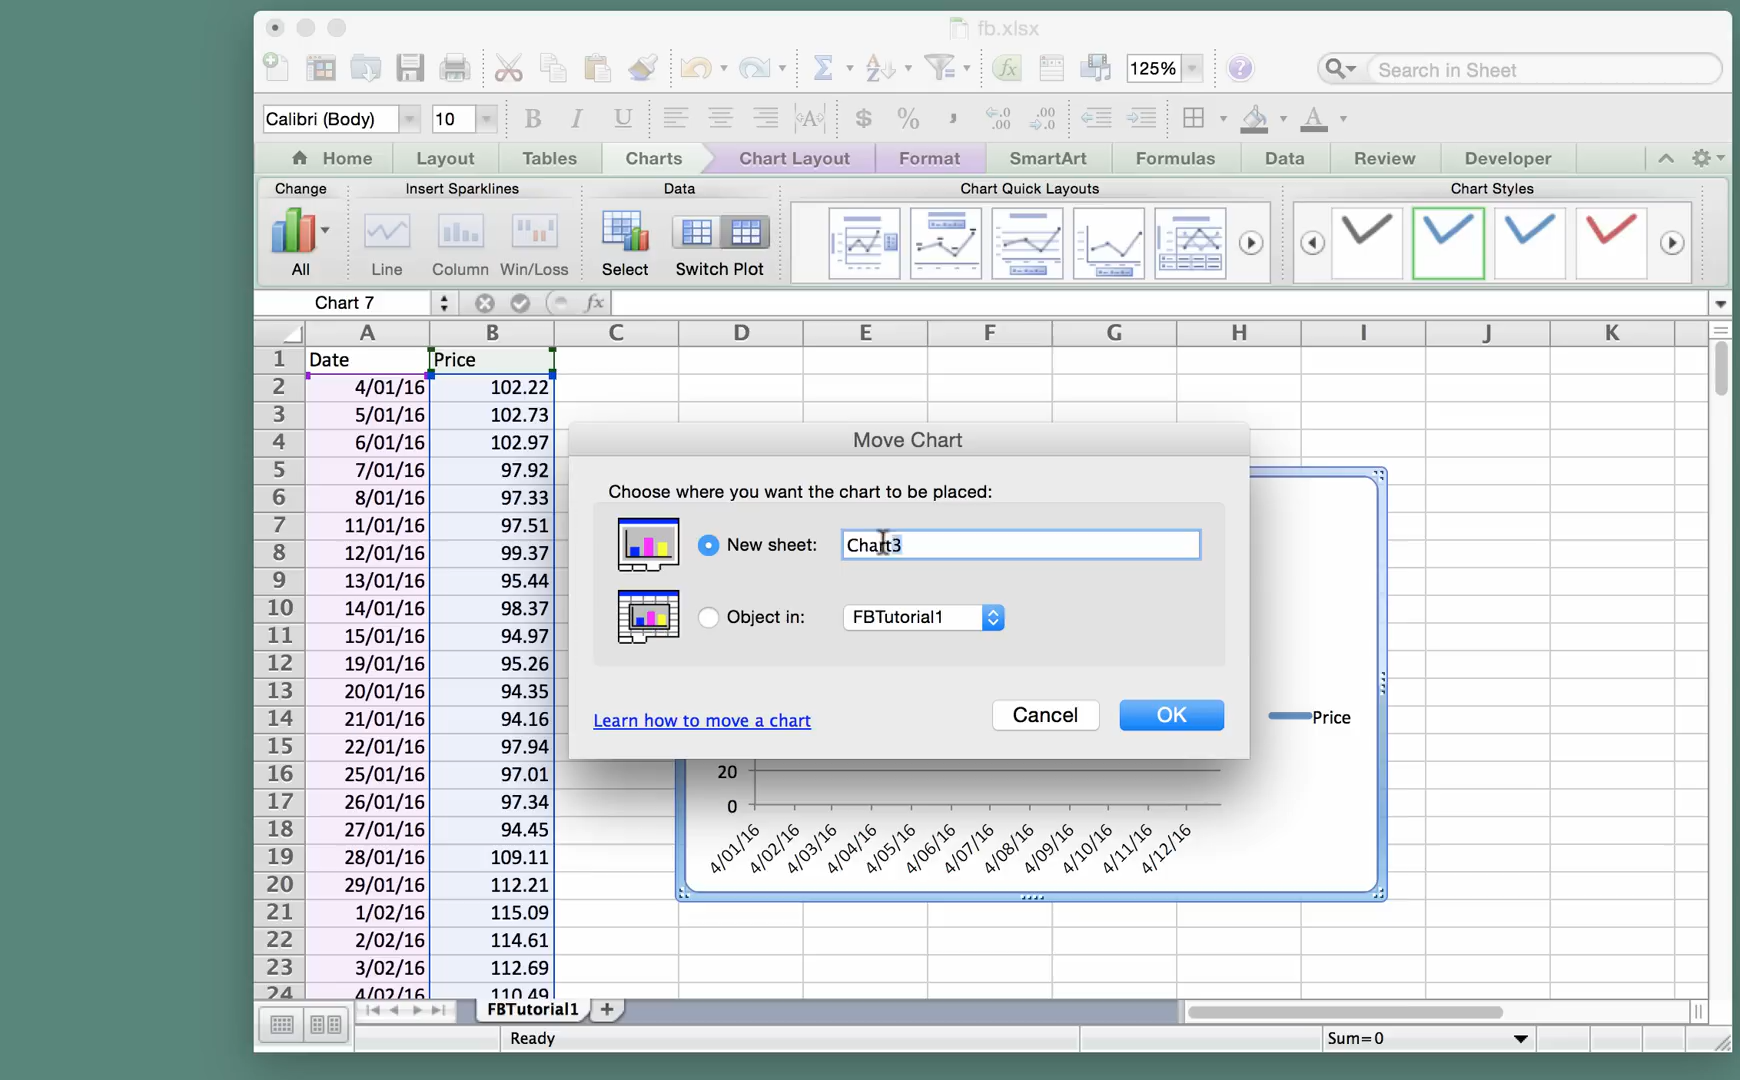 fb.xlsx
125% Search in Sheet
Calibri (Body) 10 B I U A $ % , .0 .00 .00 .0 A
Home Layout Tables Charts Chart Layout Format SmartArt Formulas Data Review Developer
Change Insert Sparklines Data Chart Quick Layouts Chart Styles
All Line Column Win/Loss Select Switch Plot
Chart 7 fx
A B C D E F G H I J K
1 Date Price
2 4/01/16 102.22
3 5/01/16 102.73
4 6/01/16 102.97
5 7/01/16 97.92
6 8/01/16 97.33
7 11/01/16 97.51
8 12/01/16 99.37
9 13/01/16 95.44
10 14/01/16 98.37
11 15/01/16 94.97
12 19/01/16 95.26
13 20/01/16 94.35
14 21/01/16 94.16
15 22/01/16 97.94
16 25/01/16 97.01
17 26/01/16 97.34
18 27/01/16 94.45
19 28/01/16 109.11
20 29/01/16 112.21
21 1/02/16 115.09
22 2/02/16 114.61
23 3/02/16 112.69
24 4/02/16 110.49
Move Chart
Choose where you want the chart to be placed:
New sheet: Chart3
Object in: FBTutorial1
Learn how to move a chart Cancel OK
Price
20
0
4/01/16 4/02/16 4/03/16 4/04/16 4/05/16 4/06/16 4/07/16 4/08/16 4/09/16 4/10/16 4/11/16 4/12/16
FBTutorial1 +
Ready Sum=0